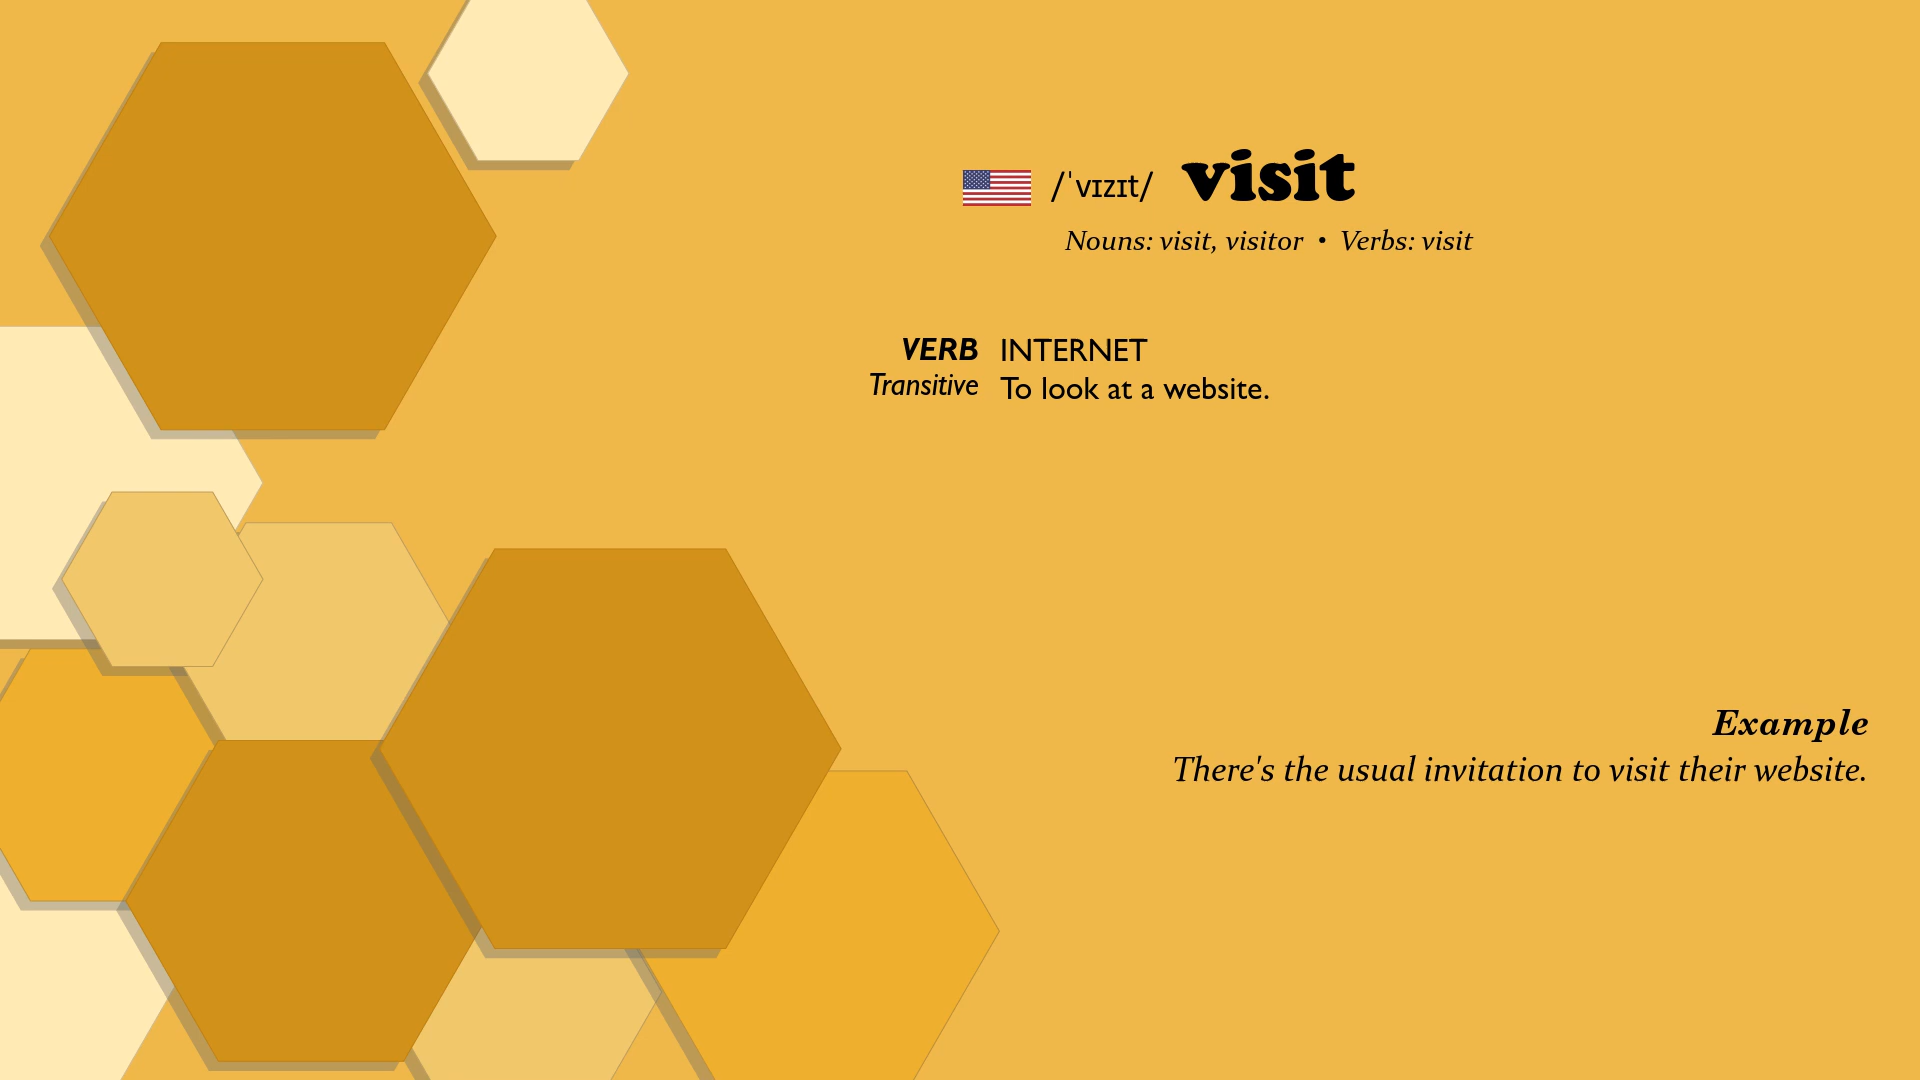 /ˈvɪzɪt/ visit
Nouns: visit, visitor • Verbs: visit
VERB INTERNET
Transitive To look at a website.
Example
There's the usual invitation to visit their website.